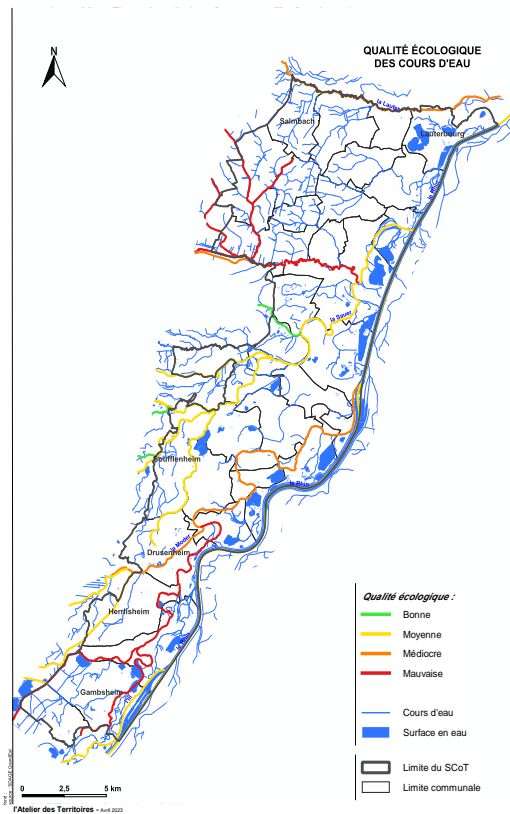 QUALITÉ ÉCOLOGIQUE
DES COURS D'EAU
N
la Lauter
Salmbach
Lauterbourg
le Rhin
la Sauer
Soufflenheim
le Rhin
la Moder
Drusenheim
Herrlisheim
le Rhin
Gambsheim
Qualité écologique :
Bonne
Moyenne
Médiocre
Mauvaise
Cours d'eau
Surface en eau
Limite du SCoT
Limite communale
0 2,5 5 km
l'Atelier des Territoires - Avril 2023